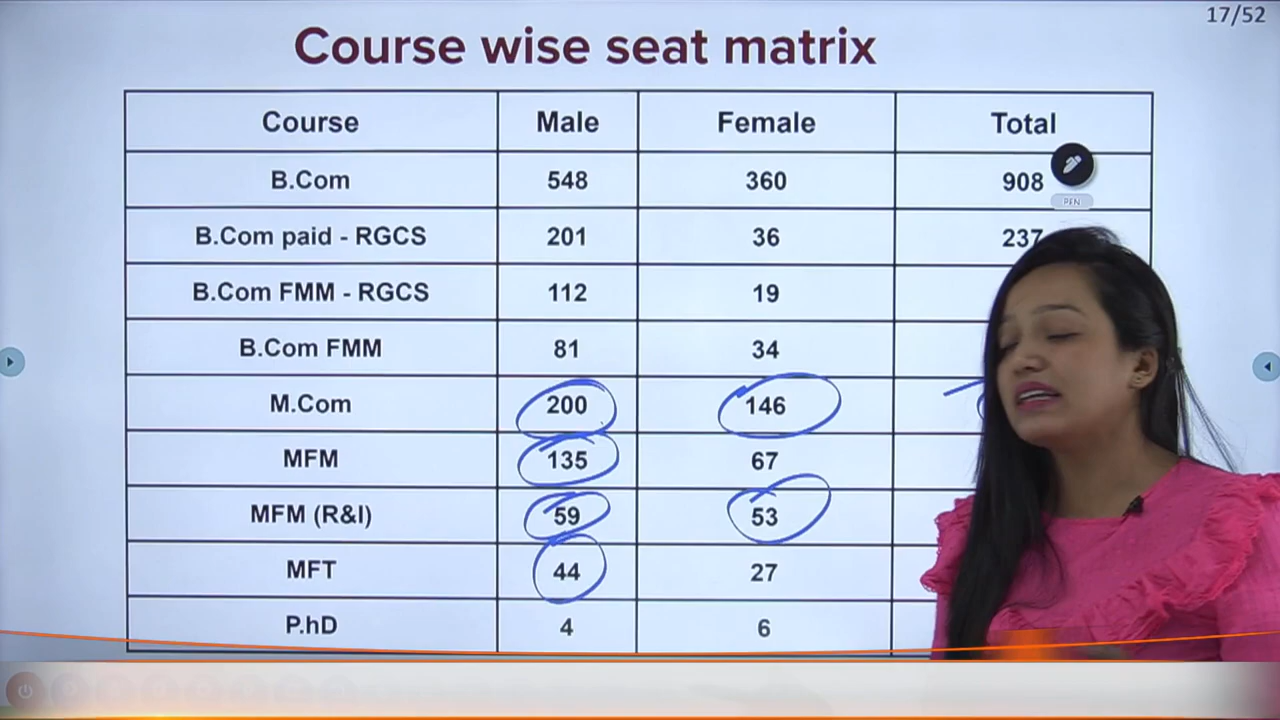 17/52
Course wise seat matrix
Course Male Female Total
B.Com 548 360 908
PEN
B.Com paid - RGCS 201 36 237
B.Com FMM - RGCS 112 19
B.Com FMM 81 34
M.Com 200 146
MFM 135 67
MFM (R&I) 59 53
MFT 44 27
P.hD 4 6